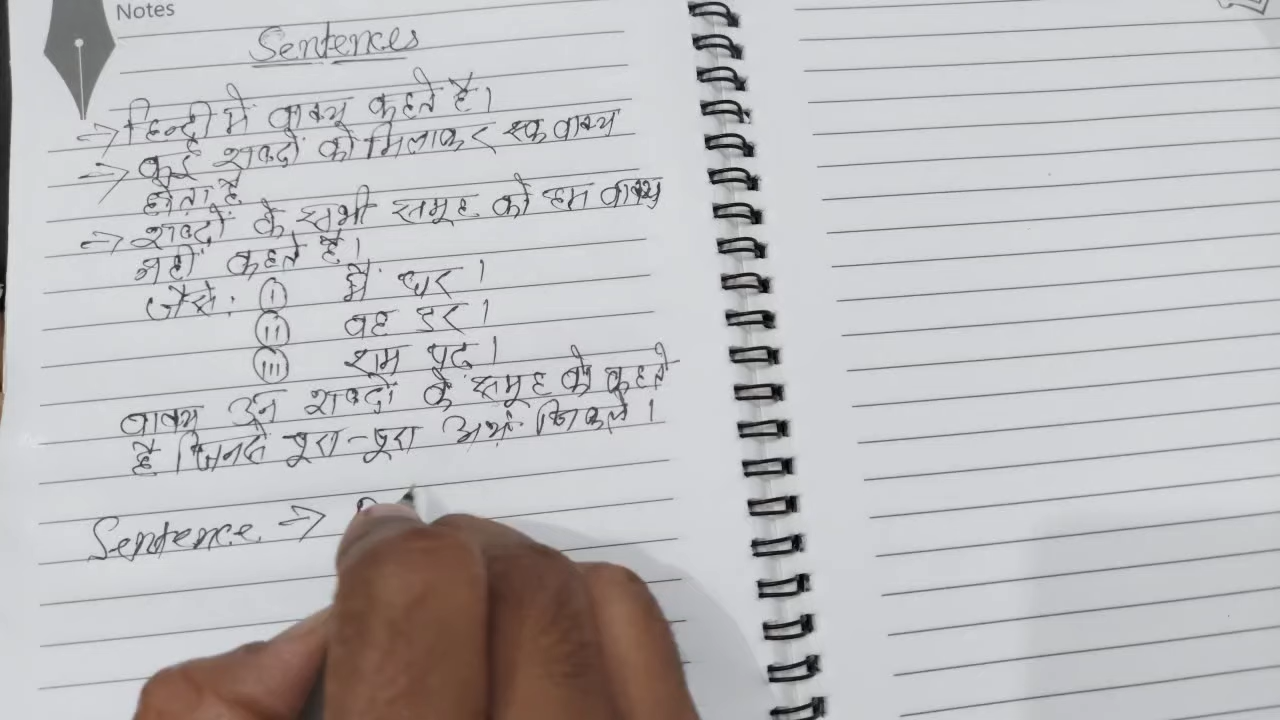 Notes
Sentences
→ हिन्दी में वाक्य कहते है।
→ कई शब्दों को मिलाकर एक वाक्य
होता है
→ शब्दों के सभी समूह को हम वाक्य
नहीं कहते है।
जैसे: (i) मैं घर।
(ii) वह डर।
(iii) राम पद।
वाक्य उन शब्दों के समूह को कहते
है जिनसे पूरा-पूरा अर्थ निकले।
Sentence →